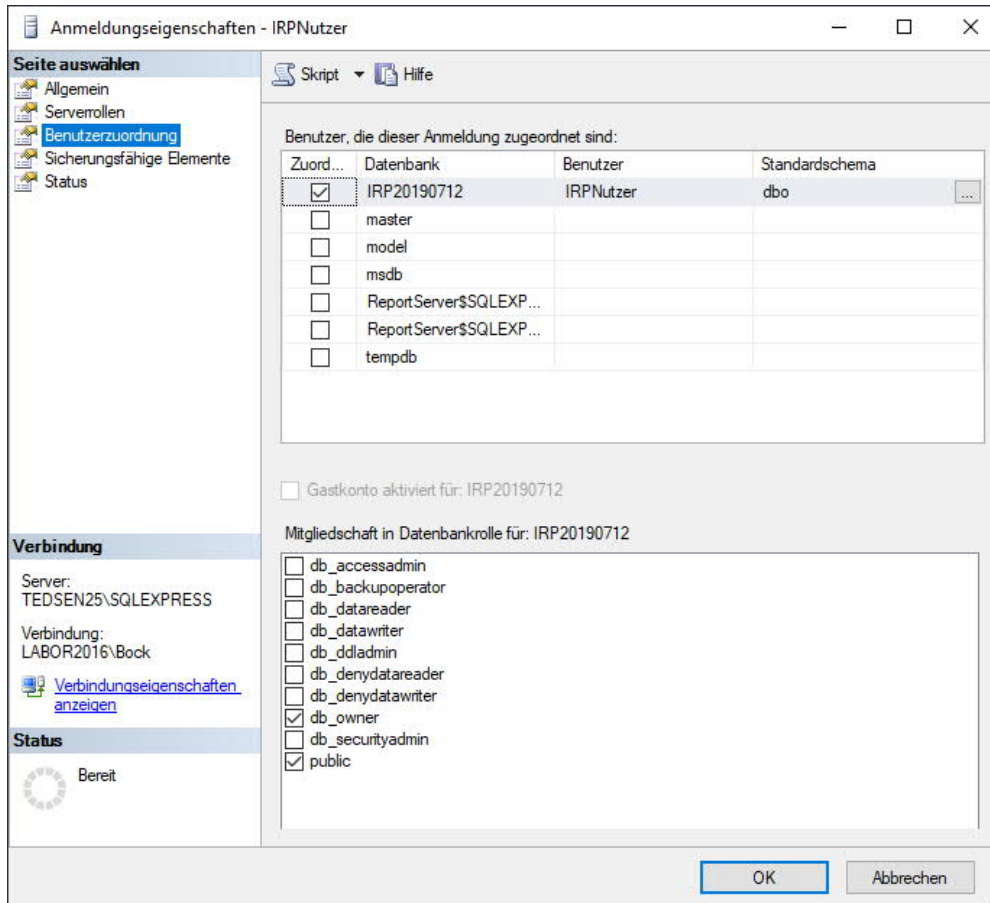 Anmeldungseigenschaften - IRPNutzer
Seite auswählen
Allgemein
Serverrollen
Benutzerzuordnung
Sicherungsfähige Elemente
Status
Skript
Hilfe
Benutzer, die dieser Anmeldung zugeordnet sind:
Zuord... Datenbank Benutzer Standardschema
IRP20190712 IRPNutzer dbo ...
master
model
msdb
ReportServer$SQLEXP...
ReportServer$SQLEXP...
tempdb
Gastkonto aktiviert für: IRP20190712
Mitgliedschaft in Datenbankrolle für: IRP20190712
db_accessadmin
db_backupoperator
db_datareader
db_datawriter
db_ddladmin
db_denydatareader
db_denydatawriter
db_owner
db_securityadmin
public
Verbindung
Server:
TEDSEN25\SQLEXPRESS
Verbindung:
LABOR2016\Bock
Verbindungseigenschaften
anzeigen
Status
Bereit
OK
Abbrechen